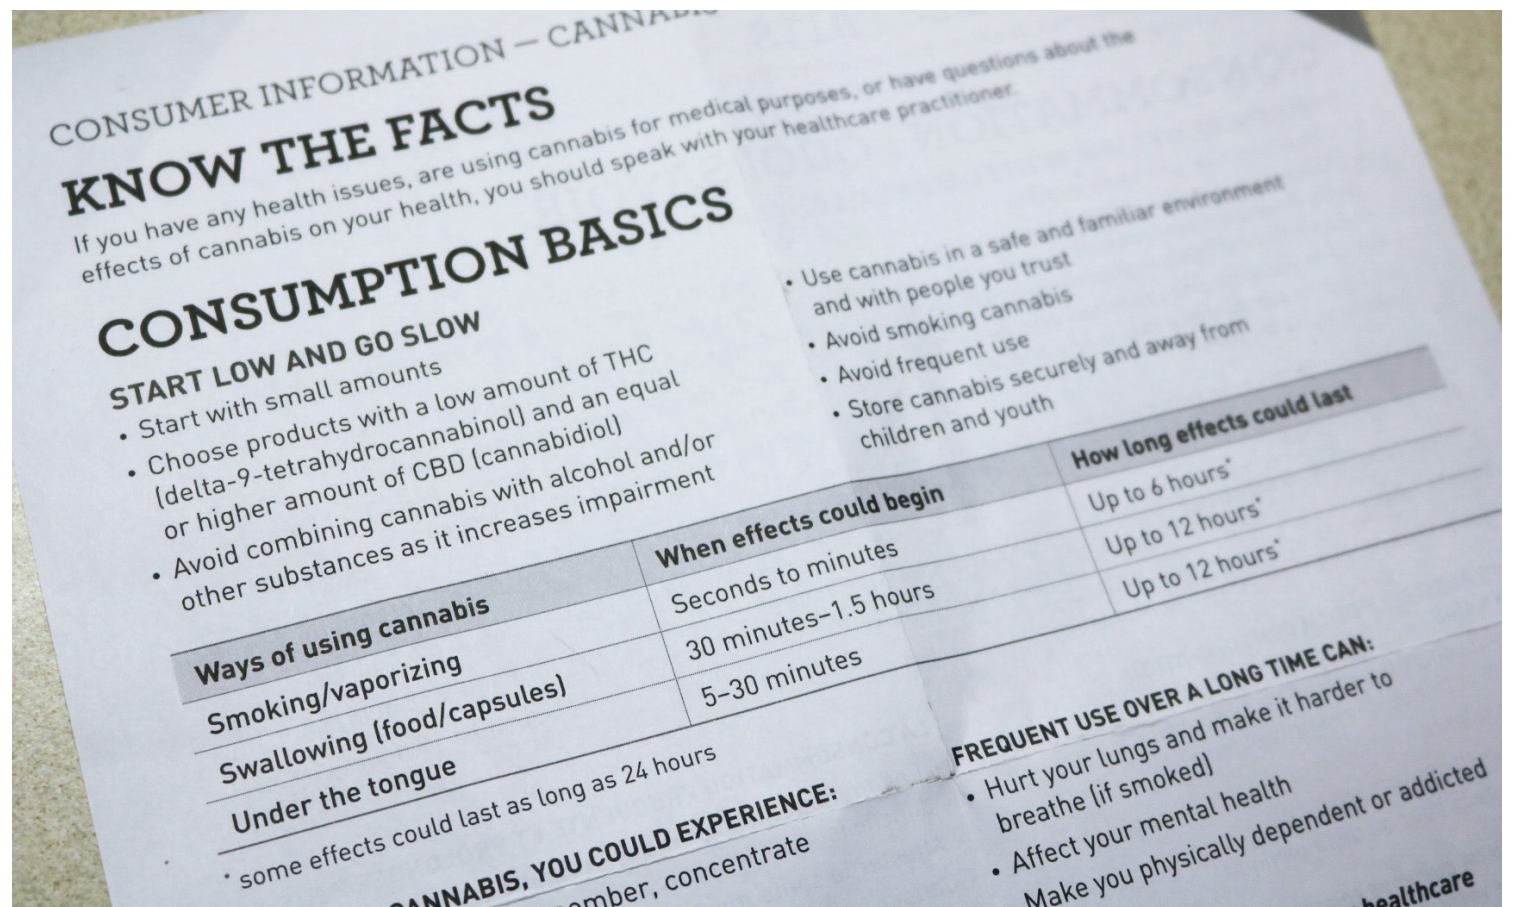 CONSUMER INFORMATION — CANNABIS
KNOW THE FACTS
If you have any health issues, are using cannabis for medical purposes, or have questions about the
effects of cannabis on your health, you should speak with your healthcare practitioner.
CONSUMPTION BASICS
START LOW AND GO SLOW
• Start with small amounts
• Choose products with a low amount of THC
(delta-9-tetrahydrocannabinol) and an equal
or higher amount of CBD (cannabidiol)
• Avoid combining cannabis with alcohol and/or
other substances as it increases impairment
• Use cannabis in a safe and familiar environment
and with people you trust
• Avoid smoking cannabis
• Avoid frequent use
• Store cannabis securely and away from
children and youth
Ways of using cannabis When effects could begin How long effects could last
Smoking/vaporizing Seconds to minutes Up to 6 hours*
Swallowing (food/capsules) 30 minutes–1.5 hours Up to 12 hours*
Under the tongue 5–30 minutes Up to 12 hours*
* some effects could last as long as 24 hours
CANNABIS, YOU COULD EXPERIENCE:
concentrate
FREQUENT USE OVER A LONG TIME CAN:
• Hurt your lungs and make it harder to
breathe (if smoked)
• Affect your mental health
Make you physically dependent or addicted
healthcare